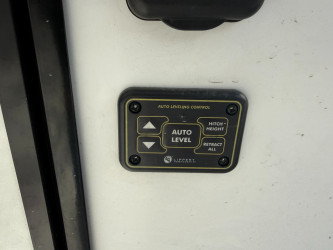 AUTO LEVELING CONTROL
AUTO
LEVEL
HITCH
HEIGHT
RETRACT
ALL